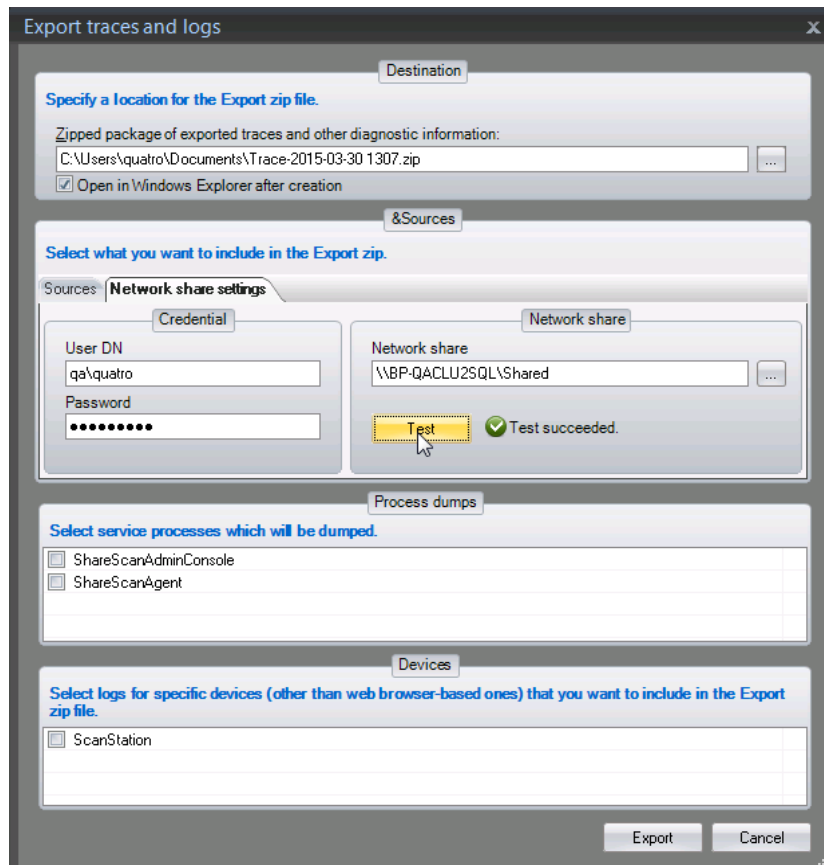 Export traces and logs
x
Destination
Specify a location for the Export zip file.
Zipped package of exported traces and other diagnostic information:
C:\Users\quatro\Documents\Trace-2015-03-30 1307.zip
...
Open in Windows Explorer after creation
&Sources
Select what you want to include in the Export zip.
Sources Network share settings
Credential
User DN
qa\quatro
Password
●●●●●●●●●
Network share
Network share
\\BP-QACLU2SQL\Shared
...
Test
Test succeeded.
Process dumps
Select service processes which will be dumped.
ShareScanAdminConsole
ShareScanAgent
Devices
Select logs for specific devices (other than web browser-based ones) that you want to include in the Export
zip file.
ScanStation
Export Cancel